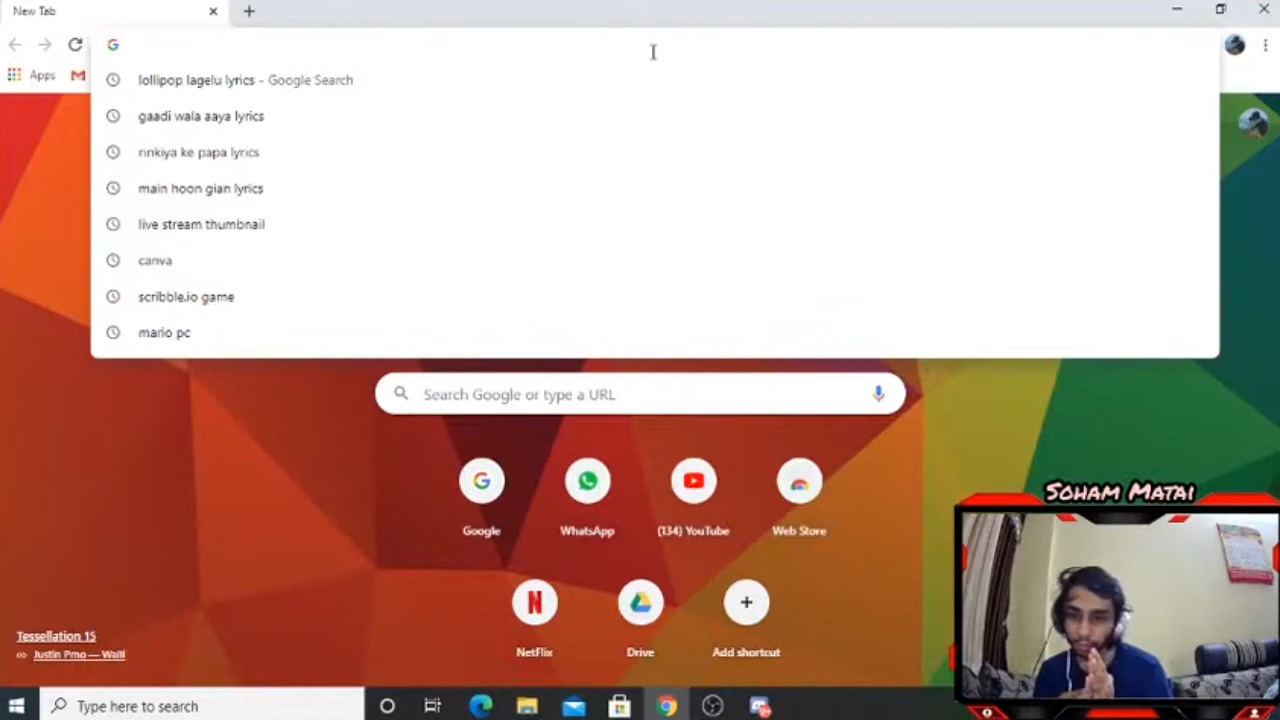 New Tab
Apps
lollipop lagelu lyrics - Google Search
gaadi wala aaya lyrics
rinkiya ke papa lyrics
main hoon gian lyrics
live stream thumbnail
canva
scribble.io game
mario pc
Search Google or type a URL
Google
WhatsApp
(134) YouTube
Web Store
NetFlix
Drive
Add shortcut
Tessellation 15
Justin Prno — Walli
Soham Matai
Type here to search